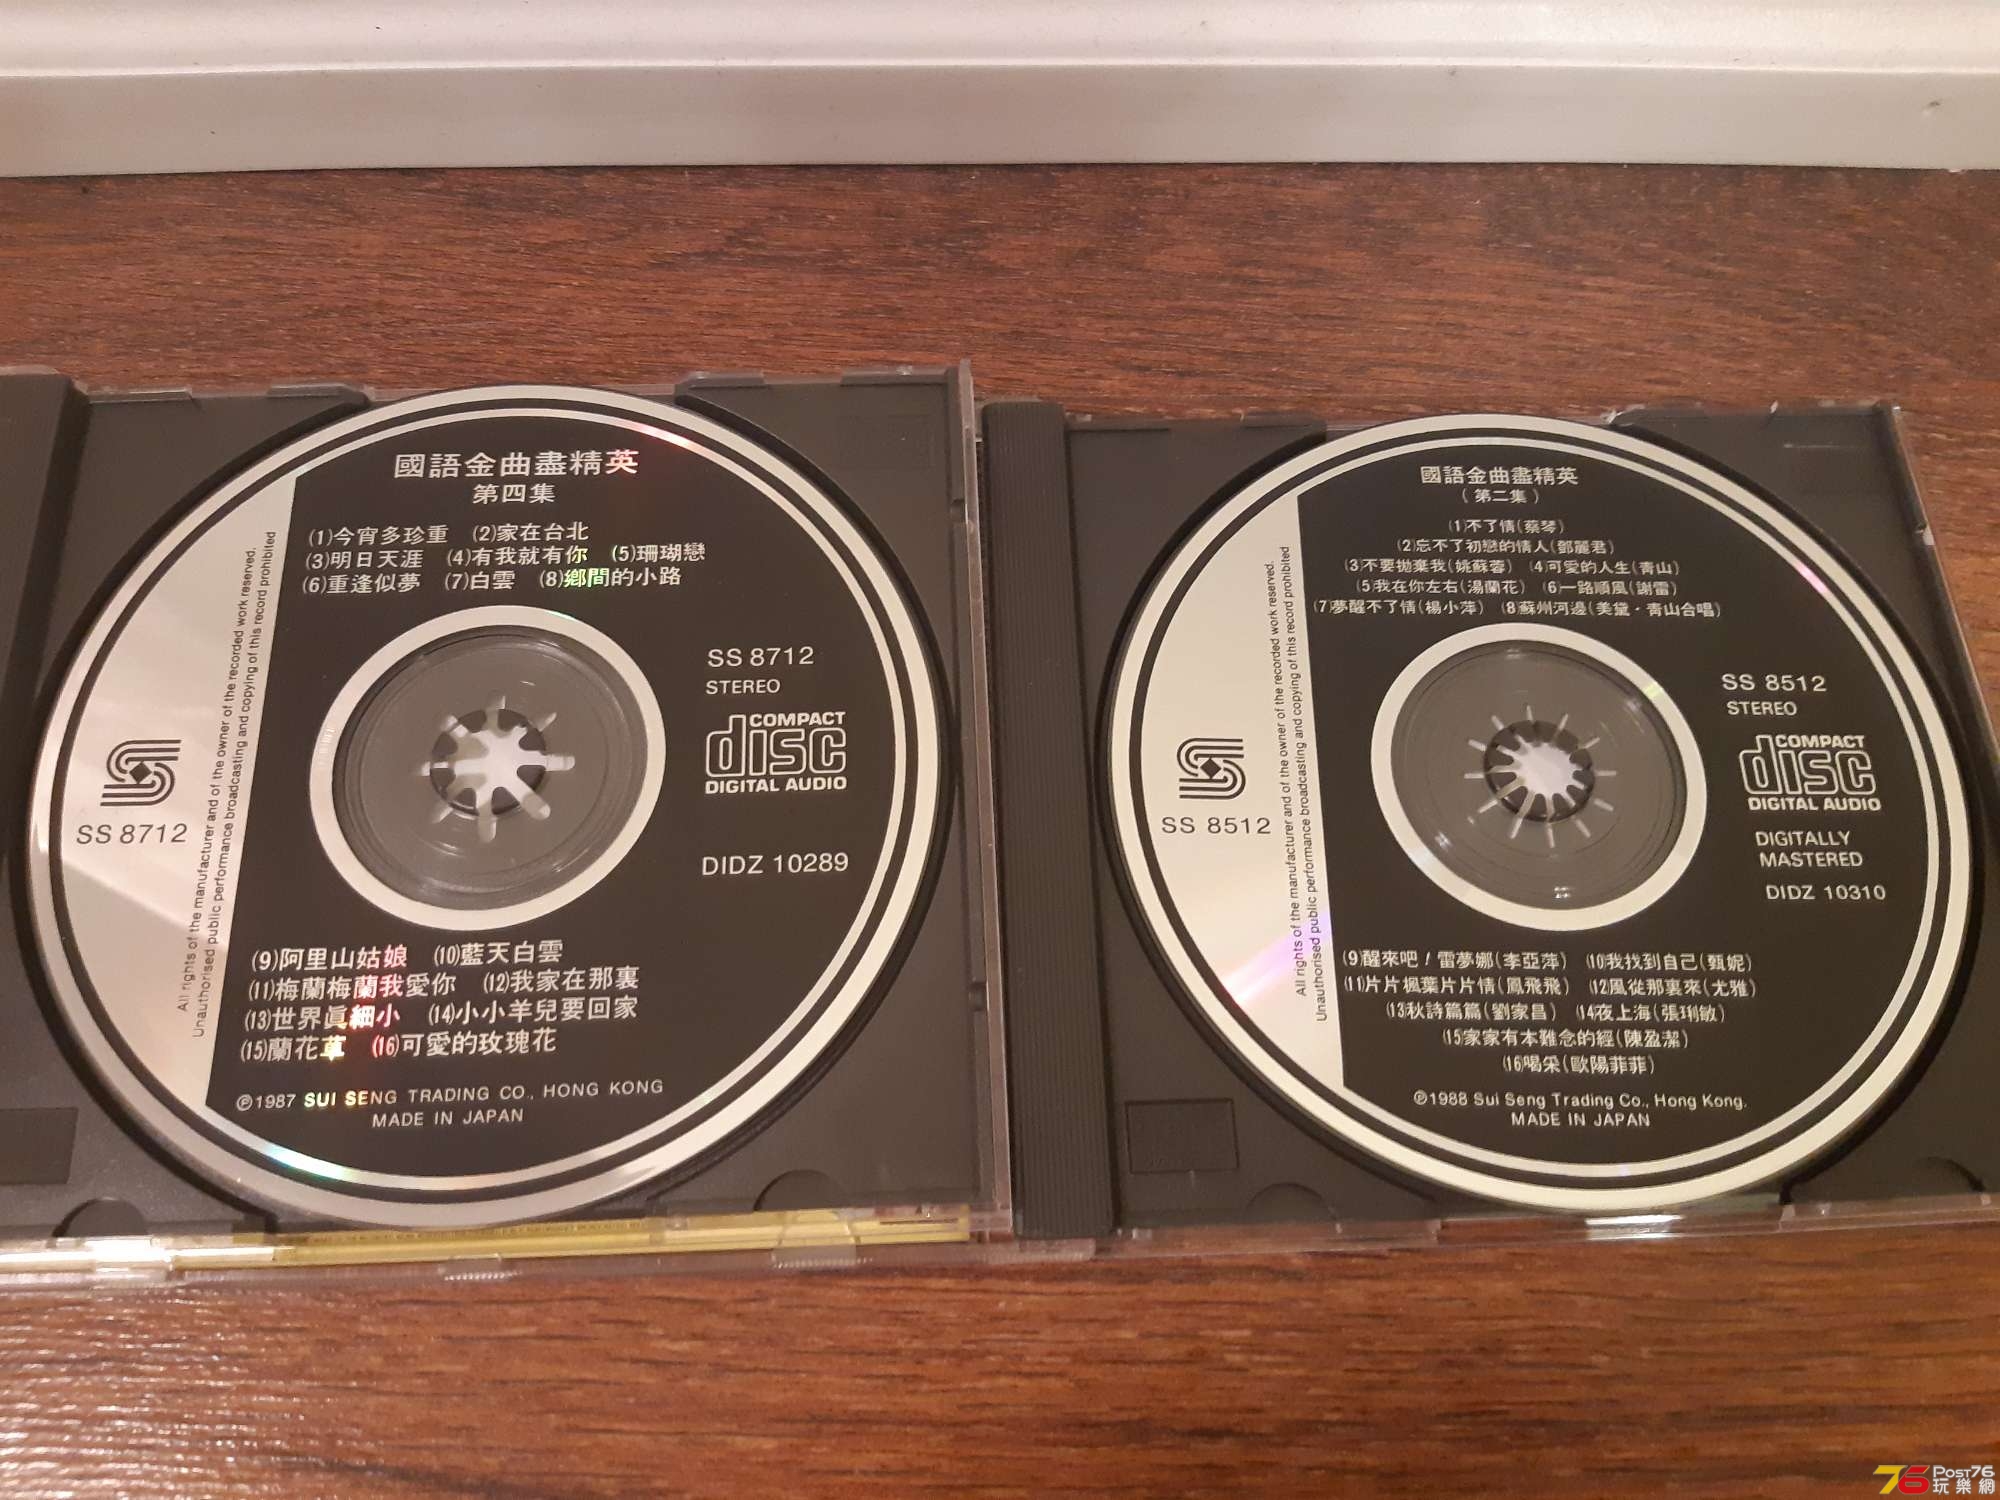 國語金曲盡精英
第四集
(1)今宵多珍重 (2)家在台北
(3)明日天涯 (4)有我就有你 (5)珊瑚戀
(6)重逢似夢 (7)白雲 (8)鄉間的小路
SS 8712
STEREO
COMPACT
disc
DIGITAL AUDIO
DIDZ 10289
SS 8712
All rights of the manufacturer and of the owner of the recorded work reserved.
Unauthorised public performance broadcasting and copying of this record prohibited
(9)阿里山姑娘 (10)藍天白雲
(11)梅蘭梅蘭我愛你 (12)我家在那裏
(13)世界眞細小 (14)小小羊兒要回家
(15)蘭花草 (16)可愛的玫瑰花
℗1987 SUI SENG TRADING CO., HONG KONG
MADE IN JAPAN
國語金曲盡精英
(第二集)
(1)不了情(蔡琴)
(2)忘不了初戀的情人(鄧麗君)
(3)不要拋棄我(姚蘇蓉) (4)可愛的人生(青山)
(5)我在你左右(湯蘭花) (6)一路順風(謝雷)
(7)夢醒不了情(楊小萍) (8)蘇州河邊(美黛·青山合唱)
SS 8512
STEREO
COMPACT
disc
DIGITAL AUDIO
DIGITALLY
MASTERED
DIDZ 10310
SS 8512
All rights of the manufacturer and of the owner of the recorded work reserved.
Unauthorised public performance broadcasting and copying of this record prohibited
(9)醒來吧！雷夢娜(李亞萍) (10)我找到自己(甄妮)
(11)片片楓葉片片情(鳳飛飛) (12)風從那裏來(尤雅)
(13)秋詩篇篇(劉家昌) (14)夜上海(張琍敏)
(15)家家有本難念的經(陳盈潔)
(16)喝采(歐陽菲菲)
℗1988 Sui Seng Trading Co., Hong Kong.
MADE IN JAPAN
76 Post76
玩樂網